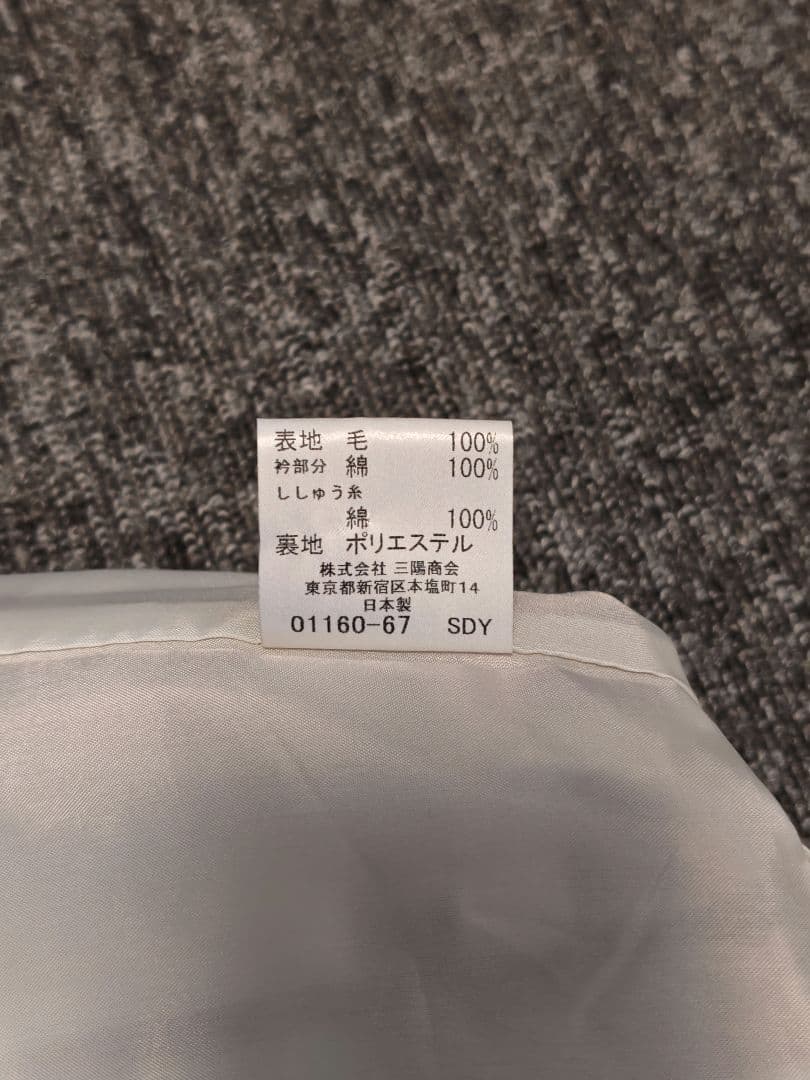 表地 毛 100%
衿部分 綿 100%
ししゅう糸
綿 100%
裏地 ポリエステル
株式会社 三陽商会
東京都新宿区本塩町14
日本製
01160-67 SDY